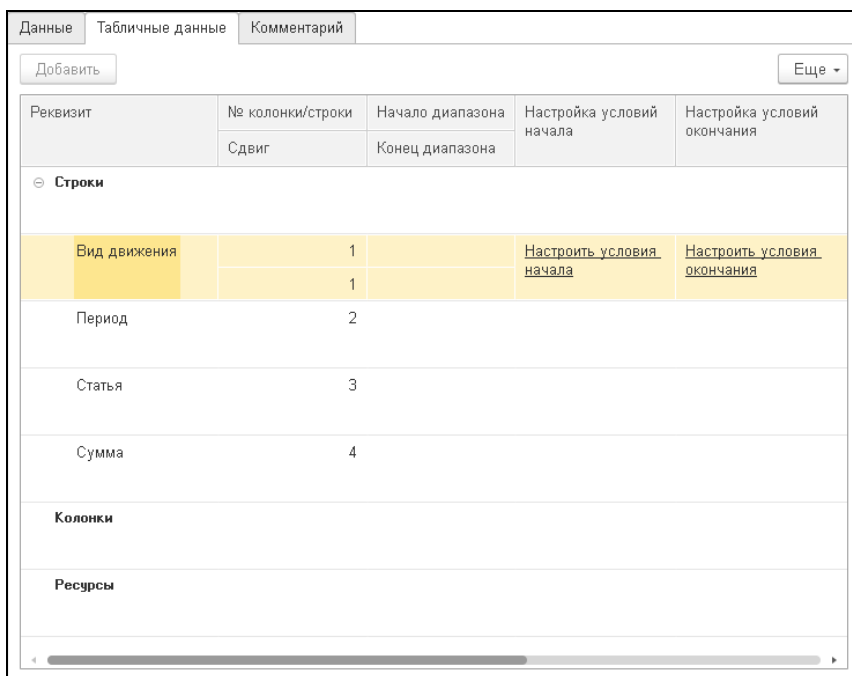 Данные Табличные данные Комментарий
Добавить Еще
Реквизит № колонки/строки Начало диапазона Настройка условий начала Настройка условий окончания
Сдвиг Конец диапазона
Строки
Вид движения 1 Настроить условия начала Настроить условия окончания
1
Период 2
Статья 3
Сумма 4
Колонки
Ресурсы